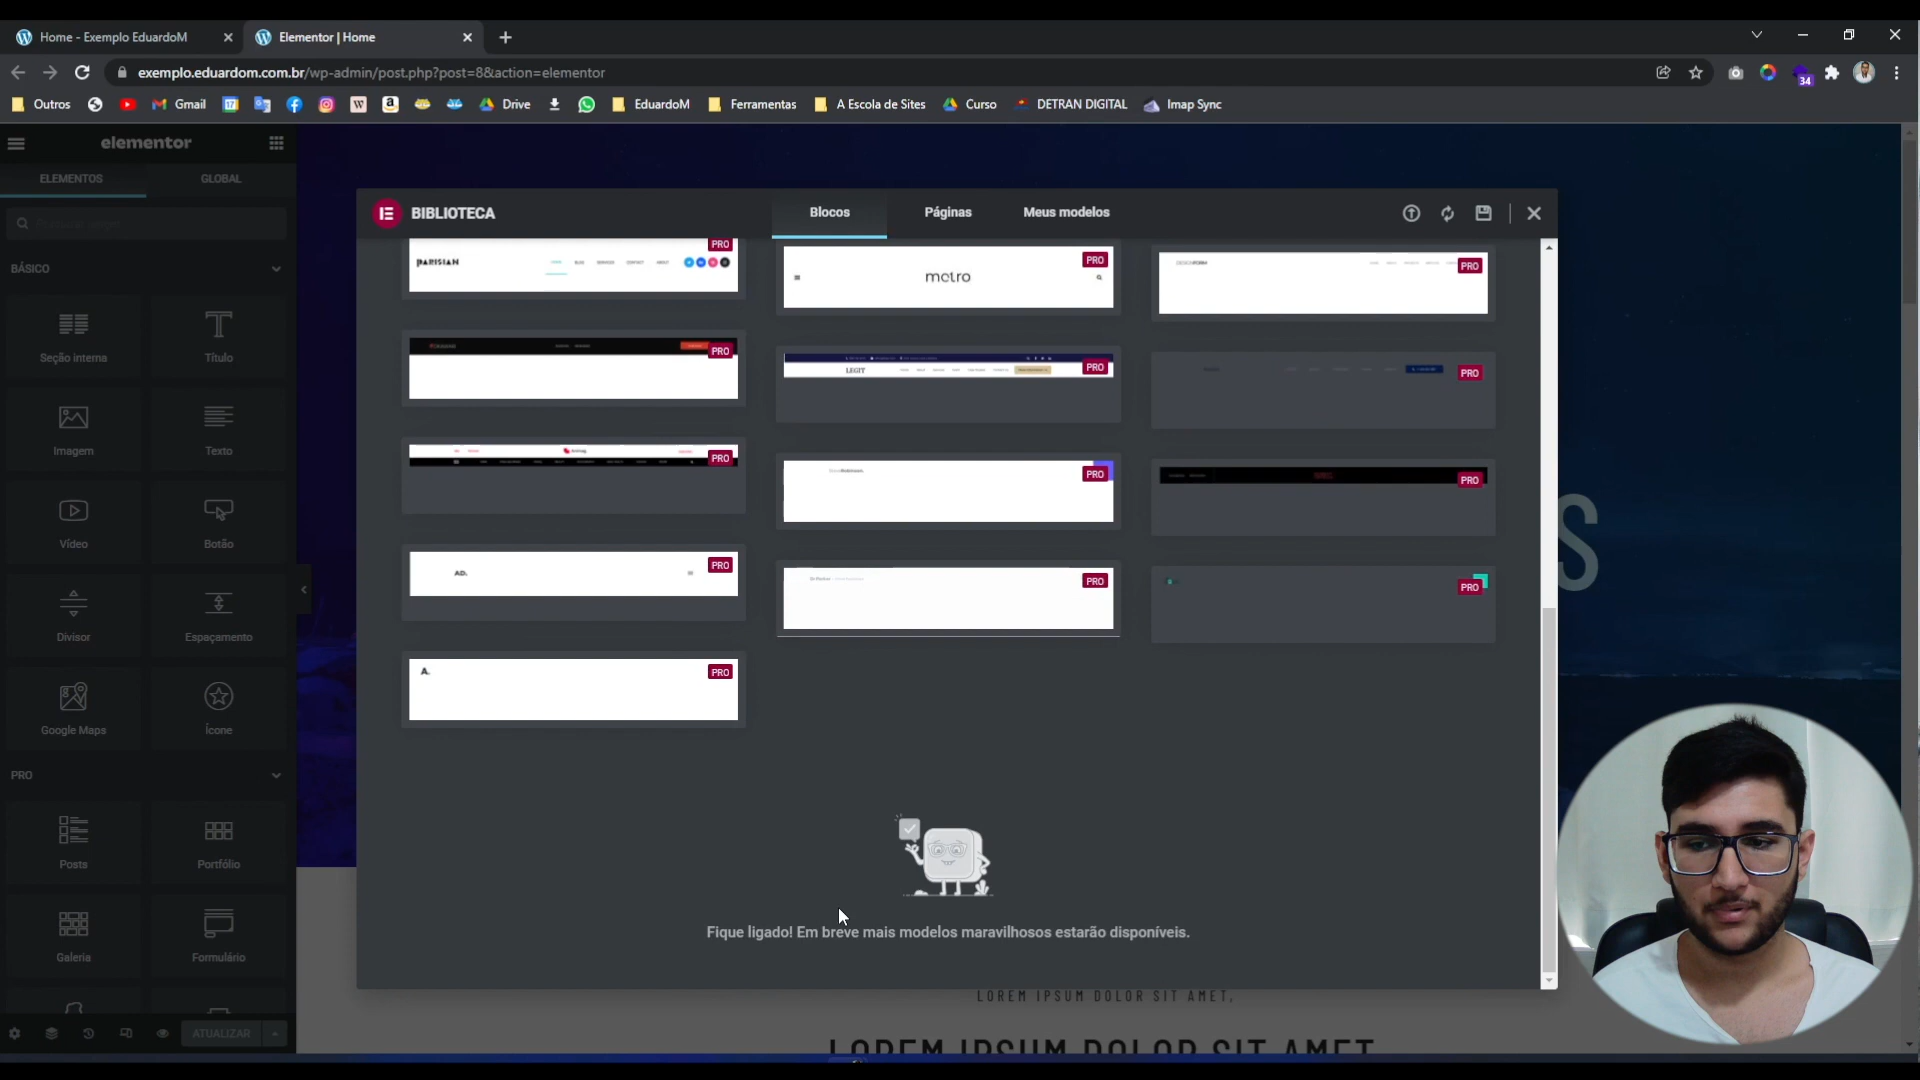 Home - Exemplo EduardoM
Elementor | Home
exemplo.eduardom.com.br/wp-admin/post.php?post=8&action=elementor
34
Outros
17
Gmail
W
a
Drive
EduardoM
Ferramentas
A Escola de Sites
Curso
DETRAN DIGITAL
Imap Sync
elementor
ELEMENTOS
GLOBAL
BÁSICO
Seção interna
Título
Imagem
Texto
Vídeo
Botão
Divisor
Espaçamento
Google Maps
Ícone
PRO
Posts
Portfólio
Galeria
Formulário
ATUALIZAR
BIBLIOTECA
Blocos
Páginas
Meus modelos
PARISIAN
PRO
metro
PRO
PRO
PRO
LEGIT
PRO
PRO
PRO
PRO
PRO
AD.
PRO
PRO
PRO
A.
PRO
Fique ligado! Em breve mais modelos maravilhosos estarão disponíveis.
S
LOREM IPSUM DOLOR SIT AMET,
LOREM IPSUM DOLOR SIT AMET